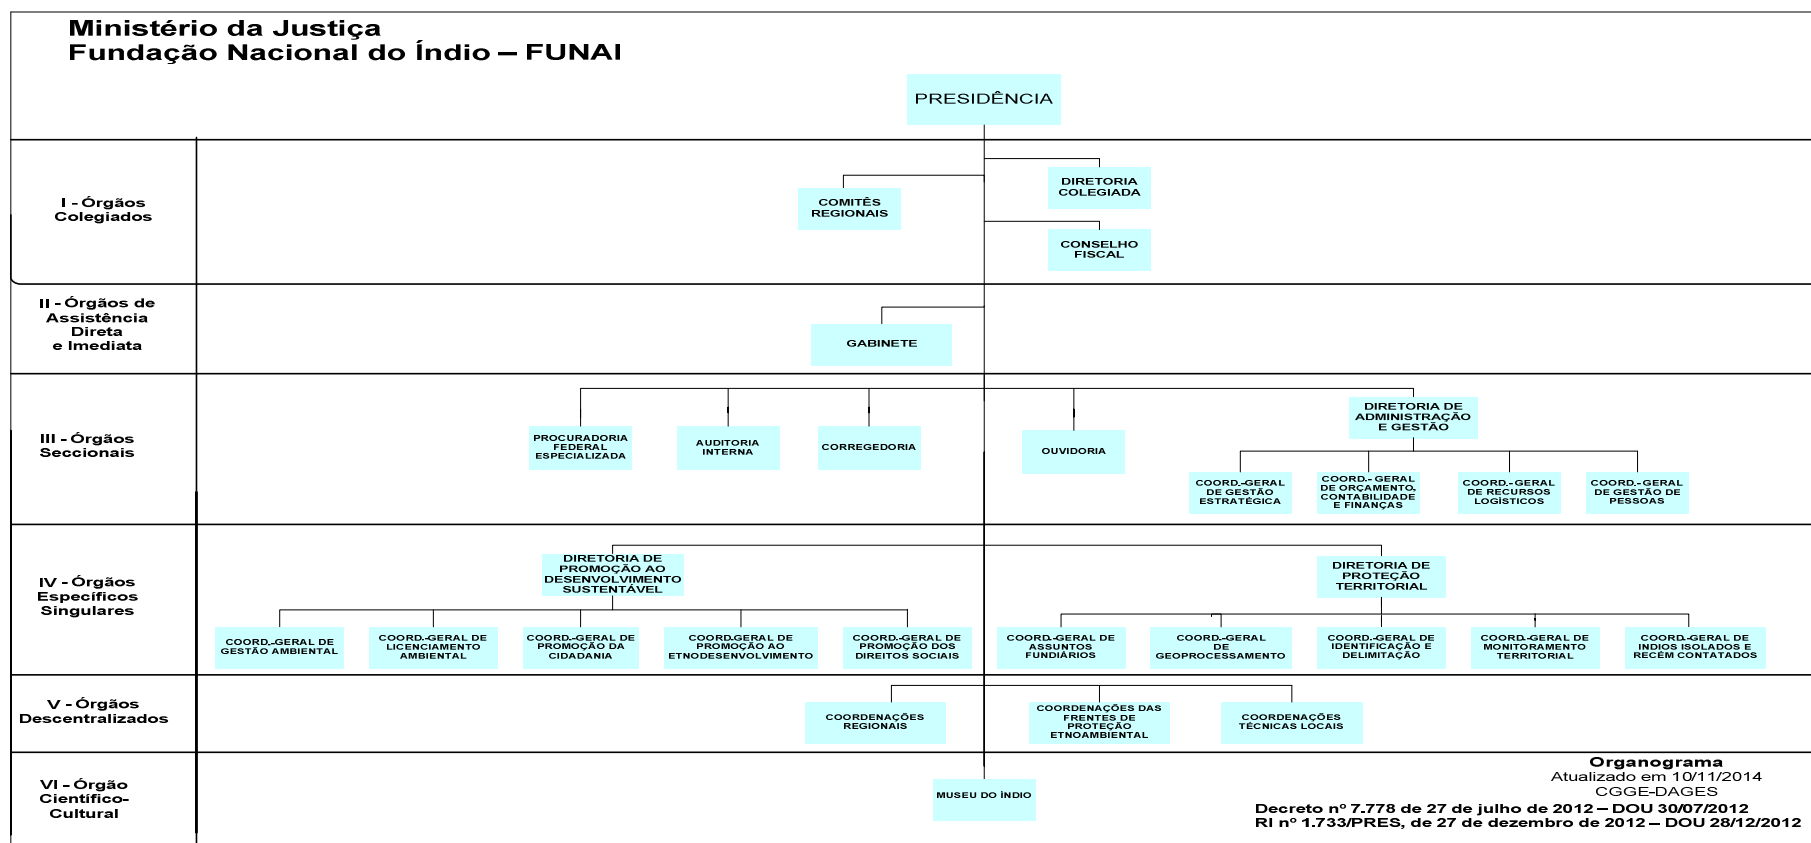 Ministério da Justiça
Fundação Nacional do Índio – FUNAI
PRESIDÊNCIA
I - Órgãos
Colegiados
DIRETORIA
COLEGIADA
COMITÊS
REGIONAIS
CONSELHO
FISCAL
II - Órgãos de
Assistência
Direta
e Imediata
GABINETE
III - Órgãos
Seccionais
PROCURADORIA
FEDERAL
ESPECIALIZADA
AUDITORIA
INTERNA
CORREGEDORIA
OUVIDORIA
DIRETORIA DE
ADMINISTRAÇÃO
E GESTÃO
COORD.-GERAL
DE GESTÃO
ESTRATÉGICA
COORD.- GERAL
DE ORÇAMENTO,
CONTABILIDADE
E FINANÇAS
COORD.- GERAL
DE RECURSOS
LOGÍSTICOS
COORD.- GERAL
DE GESTÃO DE
PESSOAS
IV - Órgãos
Específicos
Singulares
DIRETORIA DE
PROMOÇÃO AO
DESENVOLVIMENTO
SUSTENTÁVEL
DIRETORIA DE
PROTEÇÃO
TERRITORIAL
COORD.-GERAL DE
GESTÃO AMBIENTAL
COORD.-GERAL DE
LICENCIAMENTO
AMBIENTAL
COORD.-GERAL DE
PROMOÇÃO DA
CIDADANIA
COORD.GERAL DE
PROMOÇÃO AO
ETNODESENVOLVIMENTO
COORD.-GERAL DE
PROMOÇÃO DOS
DIREITOS SOCIAIS
COORD.-GERAL DE
ASSUNTOS
FUNDIÁRIOS
COORD.-GERAL
DE
GEOPROCESSAMENTO
COORD.-GERAL DE
IDENTIFICAÇÃO E
DELIMITAÇÃO
COORD.-GERAL DE
MONITORAMENTO
TERRITORIAL
COORD.-GERAL DE
INDIOS ISOLADOS E
RECÉM CONTATADOS
V - Órgãos
Descentralizados
COORDENAÇÕES
REGIONAIS
COORDENAÇÕES DAS
FRENTES DE
PROTEÇÃO
ETNOAMBIENTAL
COORDENAÇÕES
TÉCNICAS LOCAIS
VI - Órgão
Científico-
Cultural
MUSEU DO ÍNDIO
Organograma
Atualizado em 10/11/2014
CGGE-DAGES
Decreto nº 7.778 de 27 de julho de 2012 – DOU 30/07/2012
RI nº 1.733/PRES, de 27 de dezembro de 2012 – DOU 28/12/2012